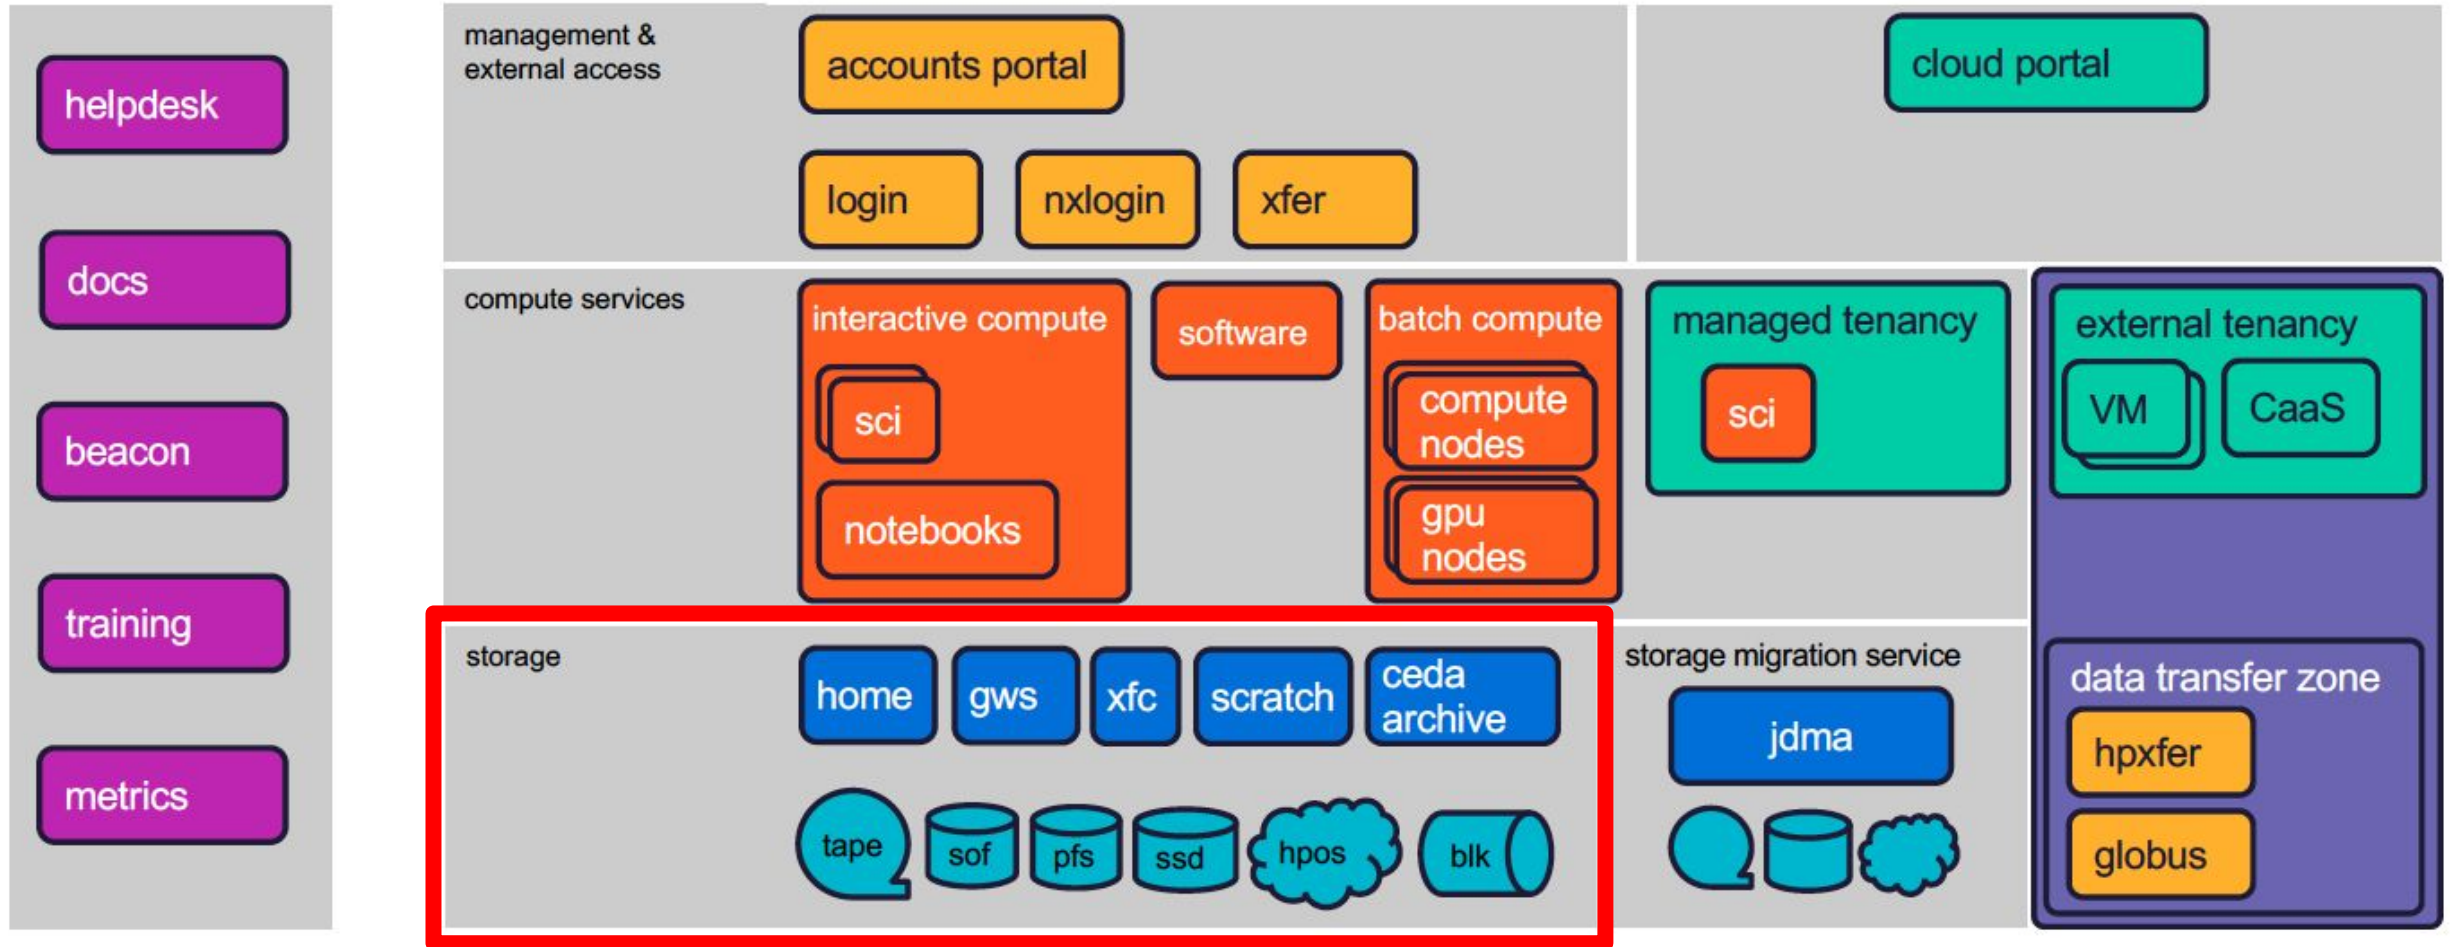 helpdesk
docs
beacon
training
metrics
management &
external access
accounts portal
login
nxlogin
xfer
cloud portal
compute services
interactive compute
sci
notebooks
software
batch compute
compute
nodes
gpu
nodes
managed tenancy
sci
external tenancy
VM
CaaS
storage
home
gws
xfc
scratch
ceda
archive
tape
sof
pfs
ssd
hpos
blk
storage migration service
jdma
data transfer zone
hpxfer
globus